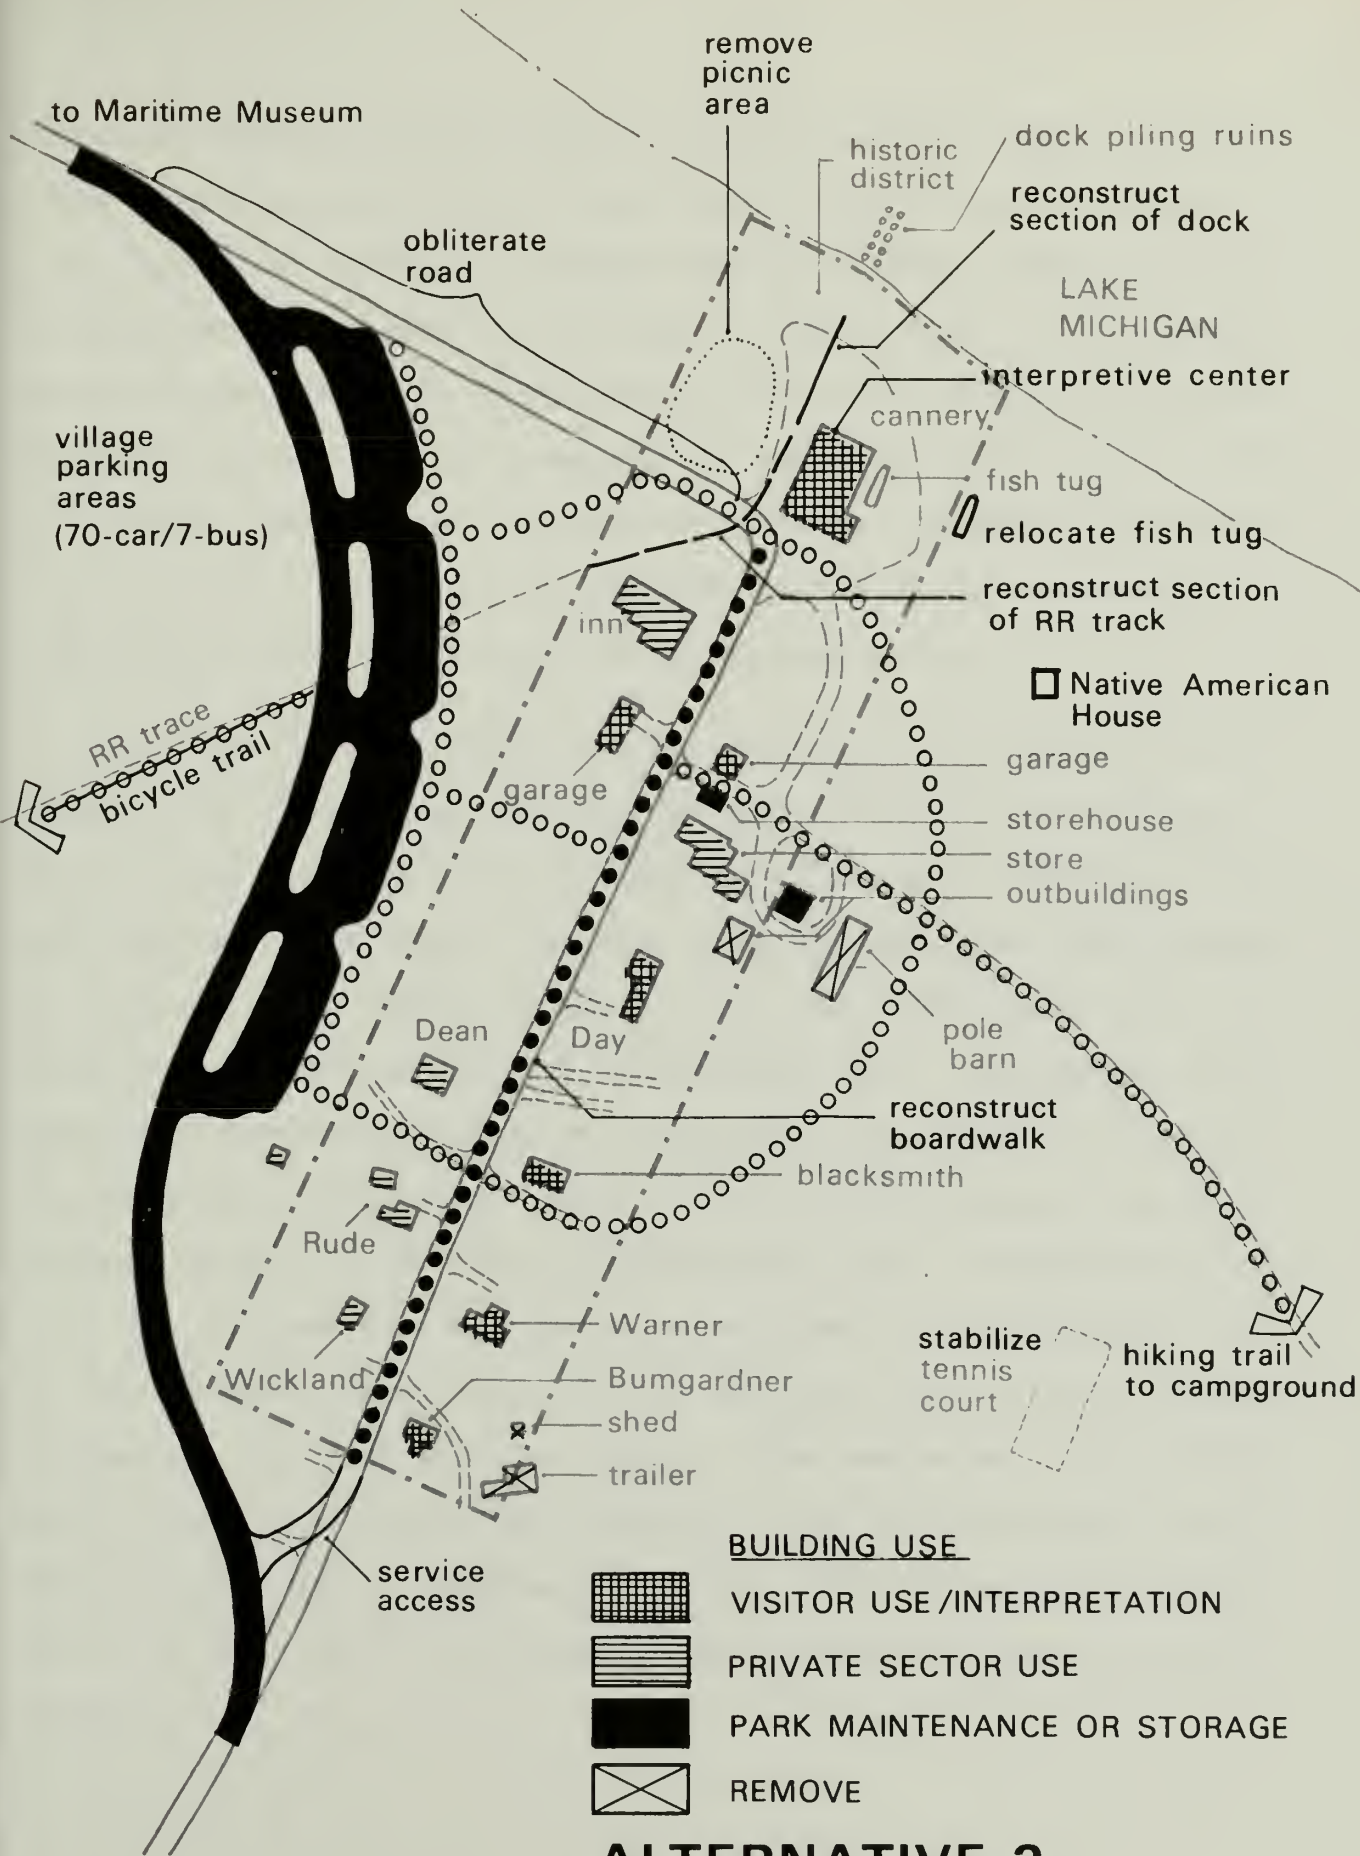 remove
picnic
area
to Maritime Museum
historic
district
dock piling ruins
reconstruct
section of dock
obliterate
road
LAKE
MICHIGAN
interpretive center
cannery
village
parking
areas
(70-car/7-bus)
fish tug
relocate fish tug
reconstruct section
of RR track
inn
Native American
House
RR trace
bicycle trail
garage
garage
storehouse
store
outbuildings
Dean
Day
pole
barn
reconstruct
boardwalk
blacksmith
Rude
Warner
stabilize
tennis
court
hiking trail
to campground
Wickland
Bumgardner
shed
trailer
service
access
BUILDING USE
VISITOR USE/INTERPRETATION
PRIVATE SECTOR USE
PARK MAINTENANCE OR STORAGE
REMOVE
ALTERNATIVE